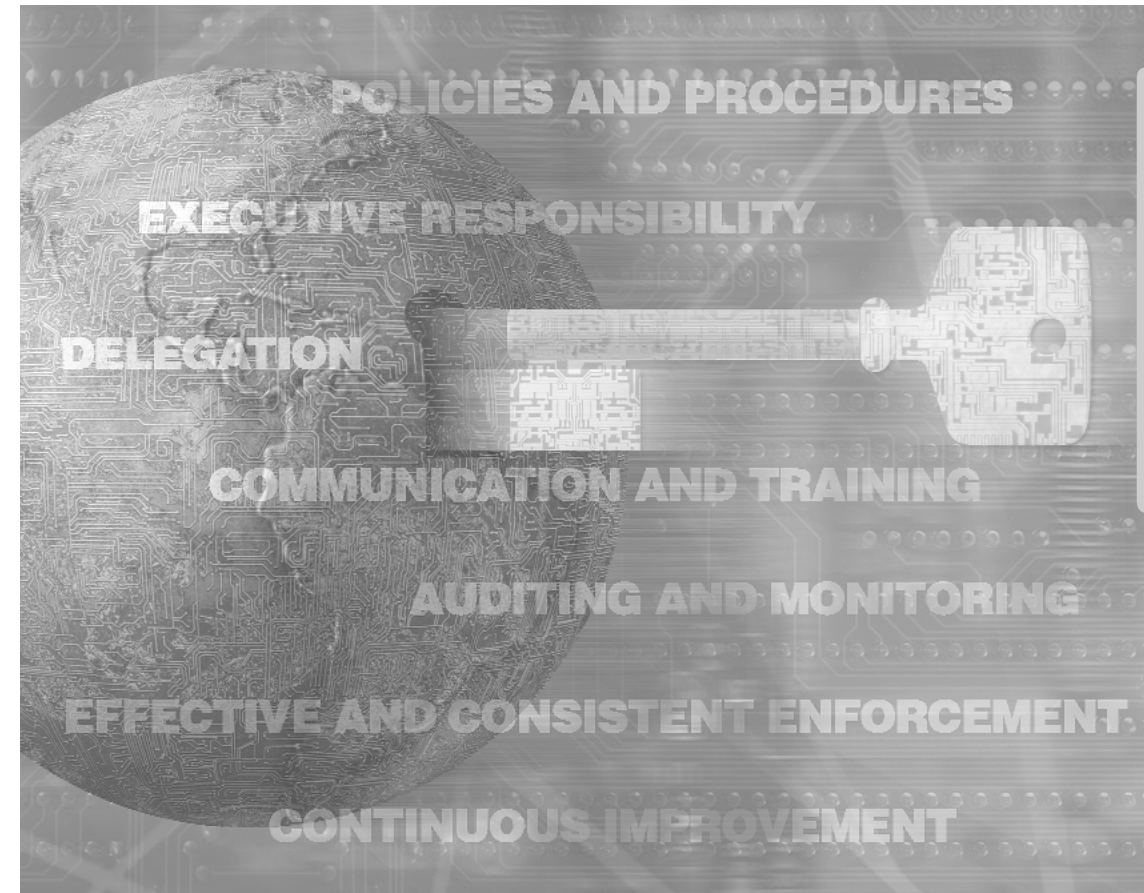 POLICIES AND PROCEDURES
EXECUTIVE RESPONSIBILITY
DELEGATION
COMMUNICATION AND TRAINING
AUDITING AND MONITORING
EFFECTIVE AND CONSISTENT ENFORCEMENT
CONTINUOUS IMPROVEMENT